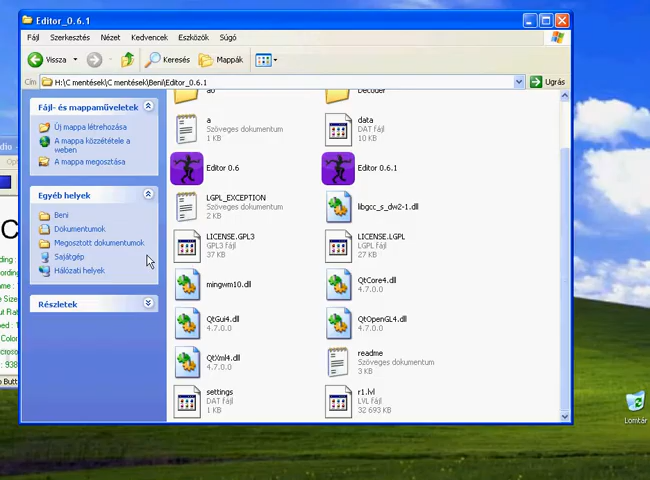 Editor_0.6.1
Fájl Szerkesztés Nézet Kedvencek Eszközök Súgó
Vissza Keresés Mappák
Cím H:\C mentések\C mentések\Beni\Editor_0.6.1 Ugrás
Fájl- és mappaműveletek
Új mappa létrehozása
A mappa közzététele a
weben
A mappa megosztása
Egyéb helyek
Beni
Dokumentumok
Megosztott dokumentumok
Sajátgép
Hálózati helyek
Részletek
Decoder
a
Szöveges dokumentum
1 KB
data
DAT fájl
10 KB
Editor 0.6
Editor 0.6.1
LGPL_EXCEPTION
Szöveges dokumentum
2 KB
libgcc_s_dw2-1.dll
LICENSE.GPL3
GPL3 fájl
37 KB
LICENSE.LGPL
LGPL fájl
27 KB
mingwm10.dll
QtCore4.dll
4.7.0.0
QtGui4.dll
4.7.0.0
QtOpenGL4.dll
4.7.0.0
QtXml4.dll
4.7.0.0
readme
Szöveges dokumentum
3 KB
settings
DAT fájl
1 KB
r1.lvl
LVL fájl
32 693 KB
Lomtár